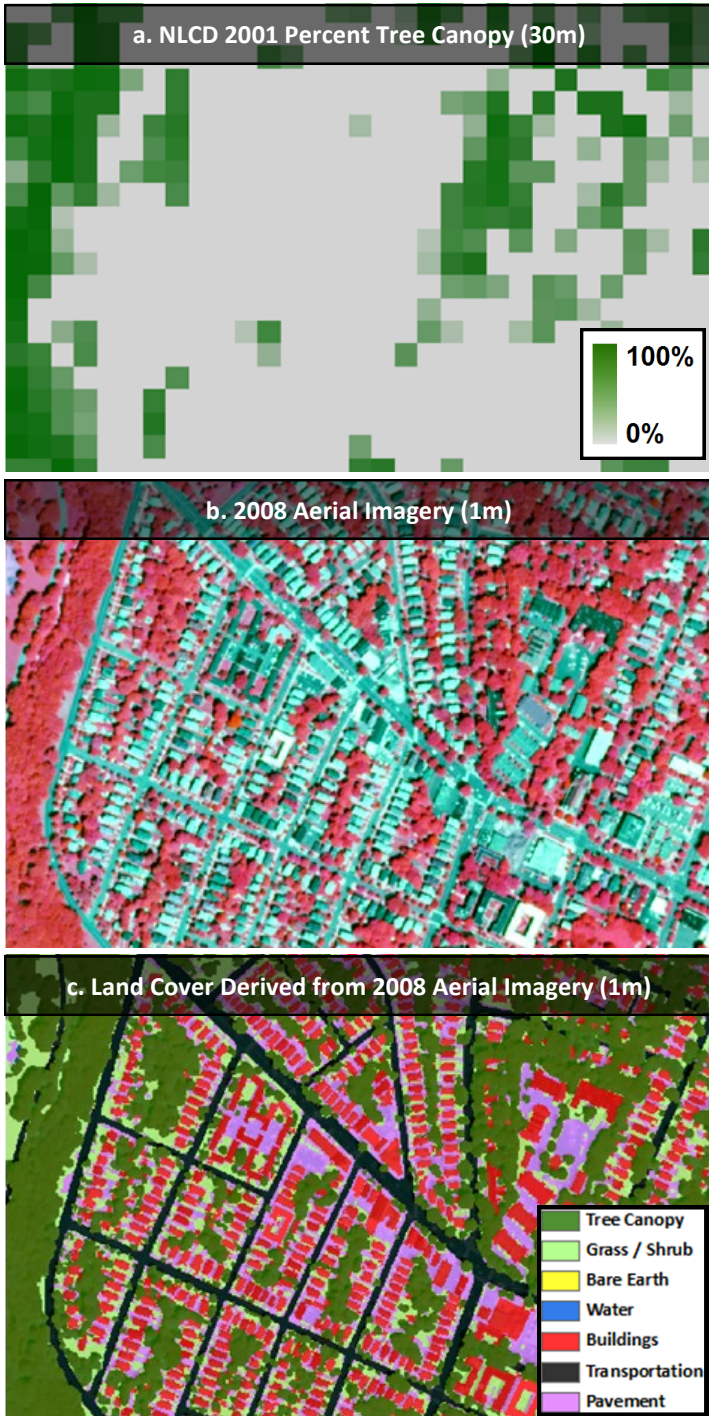 a. NLCD 2001 Percent Tree Canopy (30m)
100%
0%
b. 2008 Aerial Imagery (1m)
c. Land Cover Derived from 2008 Aerial Imagery (1m)
Tree Canopy
Grass / Shrub
Bare Earth
Water
Buildings
Transportation
Pavement